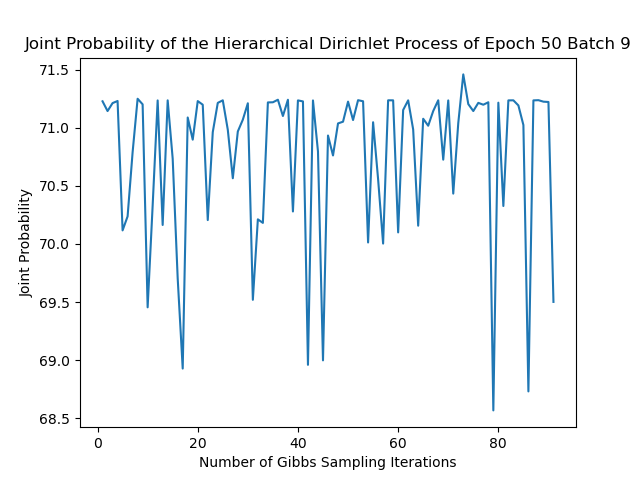 Joint Probability of the Hierarchical Dirichlet Process of Epoch 50 Batch 9
71.5
71.0
70.5
70.0
69.5
69.0
68.5
Joint Probability
0 20 40 60 80
Number of Gibbs Sampling Iterations